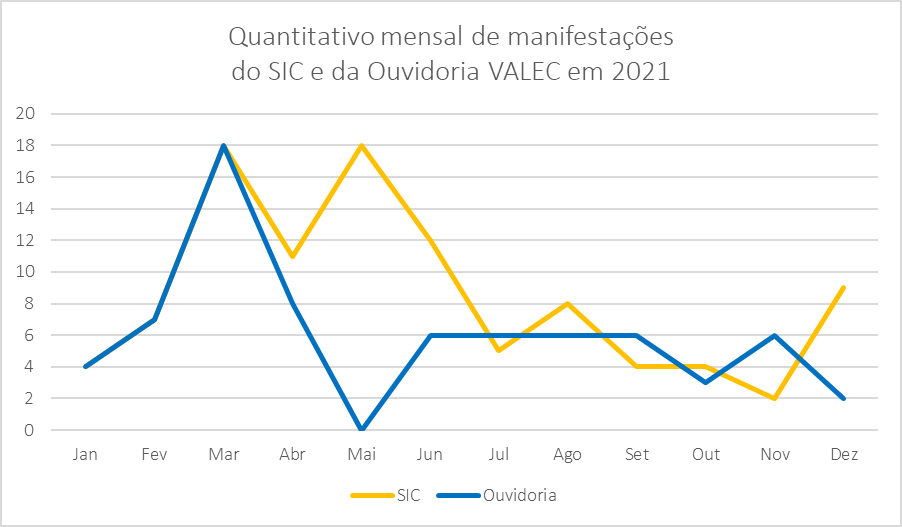 Quantitativo mensal de manifestações
do SIC e da Ouvidoria VALEC em 2021
20
18
16
14
12
10
8
6
4
2
0
Jan Fev Mar Abr Mai Jun Jul Ago Set Out Nov Dez
SIC Ouvidoria